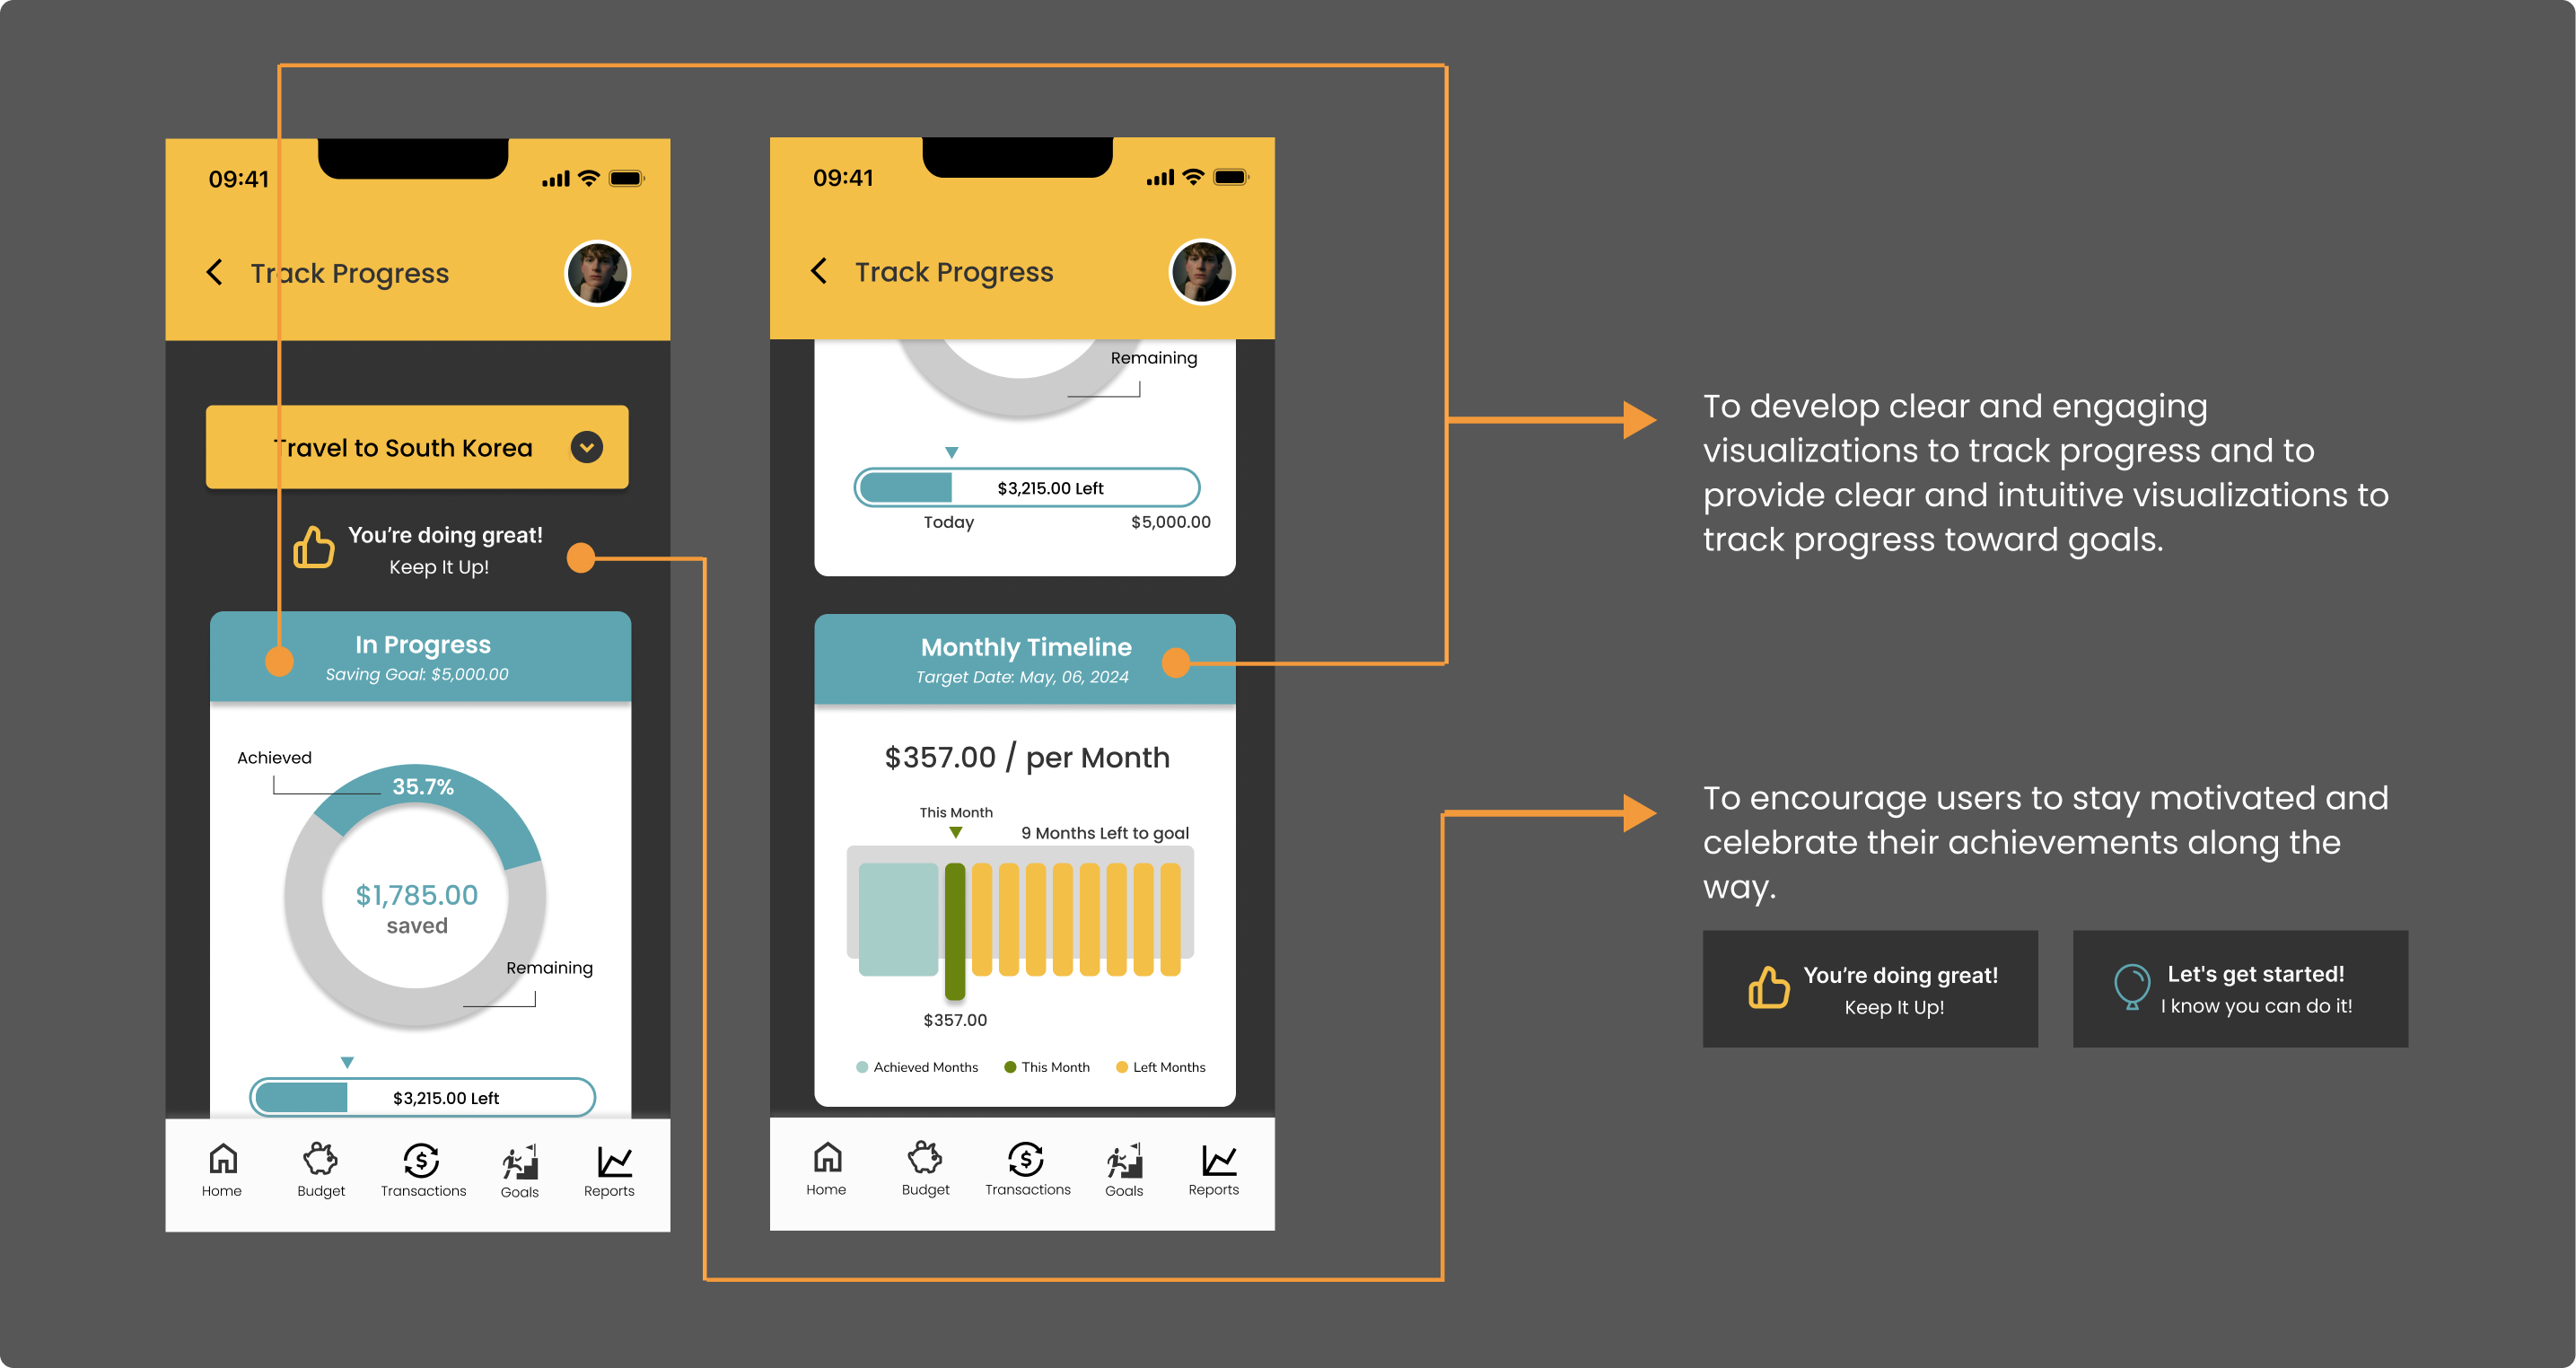 09:41
Track Progress
Travel to South Korea
You're doing great!
Keep It Up!
In Progress
Saving Goal: $5,000.00
Achieved
35.7%
$1,785.00
saved
Remaining
$3,215.00 Left
Home
Budget
Transactions
Goals
Reports
09:41
Track Progress
Remaining
$3,215.00 Left
Today
$5,000.00
Monthly Timeline
Target Date: May, 06, 2024
$357.00 / per Month
This Month
9 Months Left to goal
$357.00
Achieved Months
This Month
Left Months
Home
Budget
Transactions
Goals
Reports
To develop clear and engaging
visualizations to track progress and to
provide clear and intuitive visualizations to
track progress toward goals.
To encourage users to stay motivated and
celebrate their achievements along the
way.
You're doing great!
Keep It Up!
Let's get started!
I know you can do it!